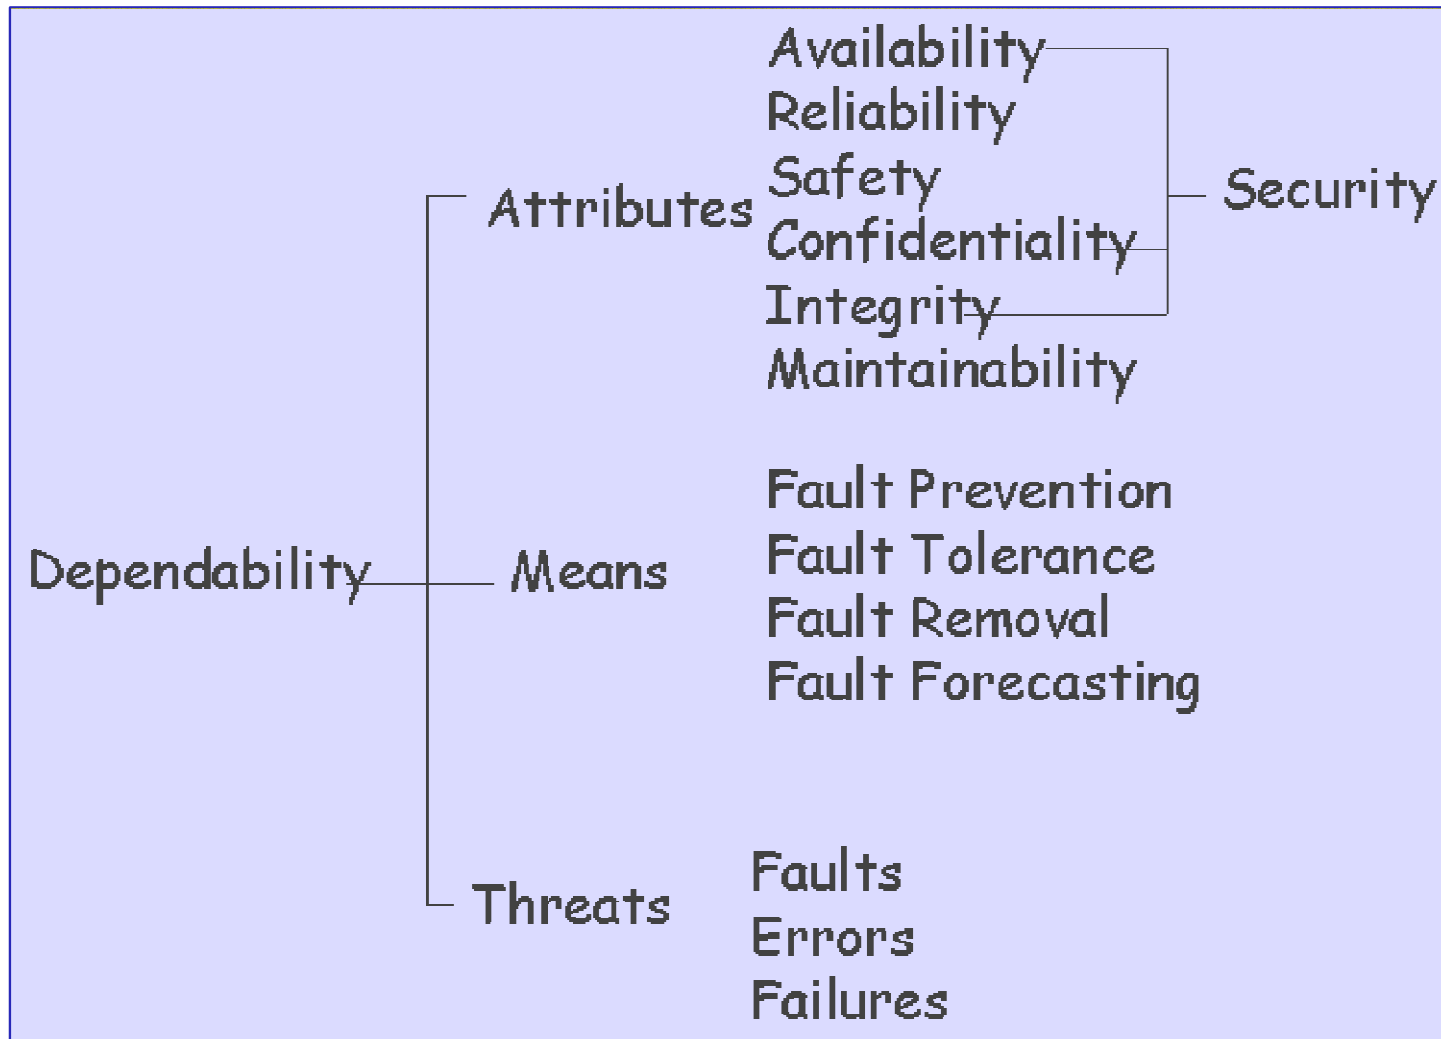 Dependability
Attributes
Availability
Reliability
Safety
Confidentiality
Integrity
Maintainability
Security
Means
Fault Prevention
Fault Tolerance
Fault Removal
Fault Forecasting
Threats
Faults
Errors
Failures